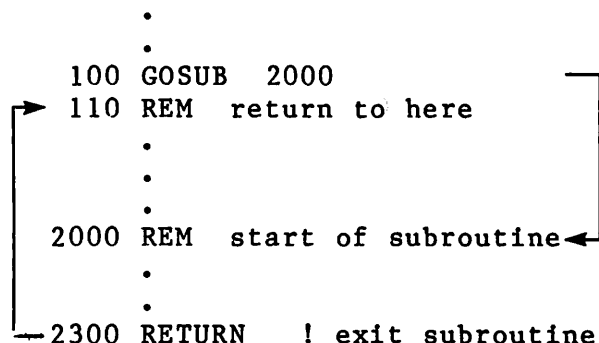 .
.
100 GOSUB 2000
110 REM return to here
.
.
.
2000 REM start of subroutine
.
.
2300 RETURN ! exit subroutine